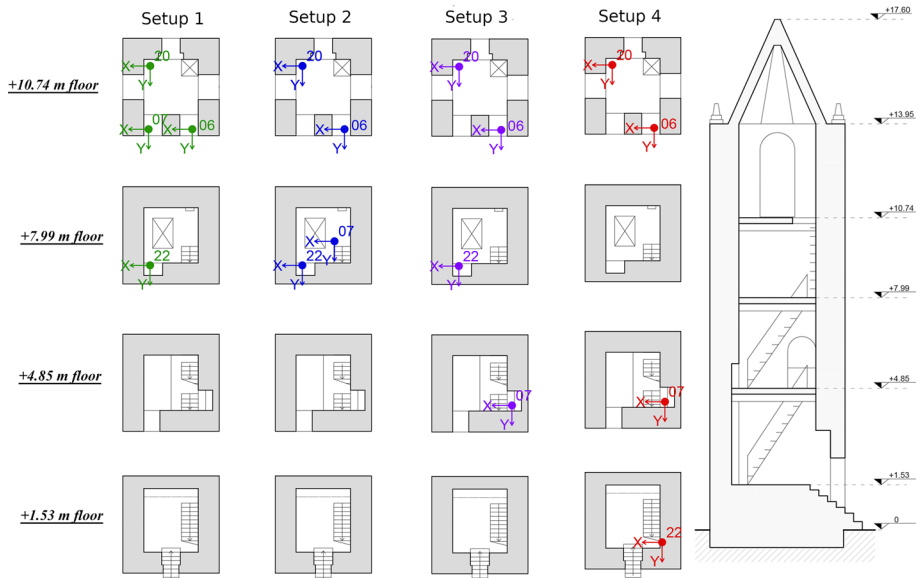 Setup 1 Setup 2 Setup 3 Setup 4
+17.60
+10.74 m floor
20 20 20 20
X X X X
Y Y Y Y
07 06 06 06 06
X X X X X
Y Y Y Y Y
+13.95
+7.99 m floor
07
X
Y
22 22 22
X X X
Y Y Y
+10.74
+7.99
+4.85 m floor
07 07
X X
Y Y
+4.85
+1.53 m floor
22
X
Y
+1.53
0